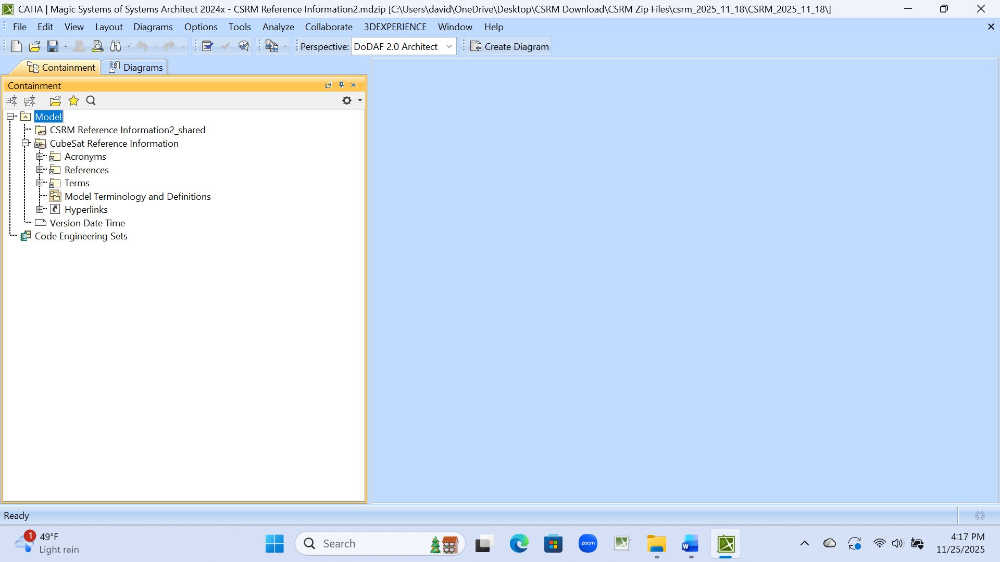 CATIA | Magic Systems of Systems Architect 2024x - CSRM Reference Information2.mdzip [C:\Users\david\OneDrive\Desktop\CSRM Download\CSRM Zip Files\csrm_2025_11_18\CSRM_2025_11_18\]
File Edit View Layout Diagrams Options Tools Analyze Collaborate 3DEXPERIENCE Window Help
Perspective: DoDAF 2.0 Architect Create Diagram
Containment Diagrams
Containment
Model
CSRM Reference Information2_shared
CubeSat Reference Information
Acronyms
References
Terms
Model Terminology and Definitions
Hyperlinks
Version Date Time
Code Engineering Sets
Ready
1
49°F
Light rain
Search
zoom
W
4:17 PM
11/25/2025